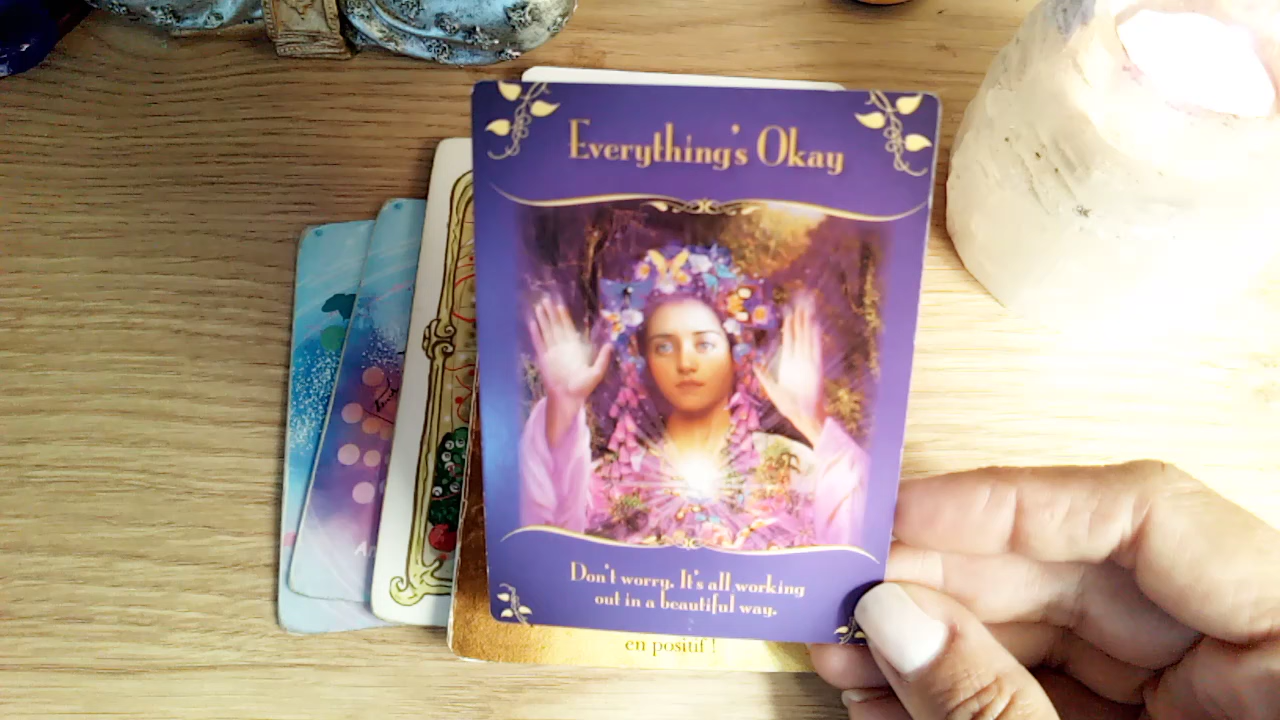 Everything's Okay
Don't worry. It's all working
out in a beautiful way.
en positif !